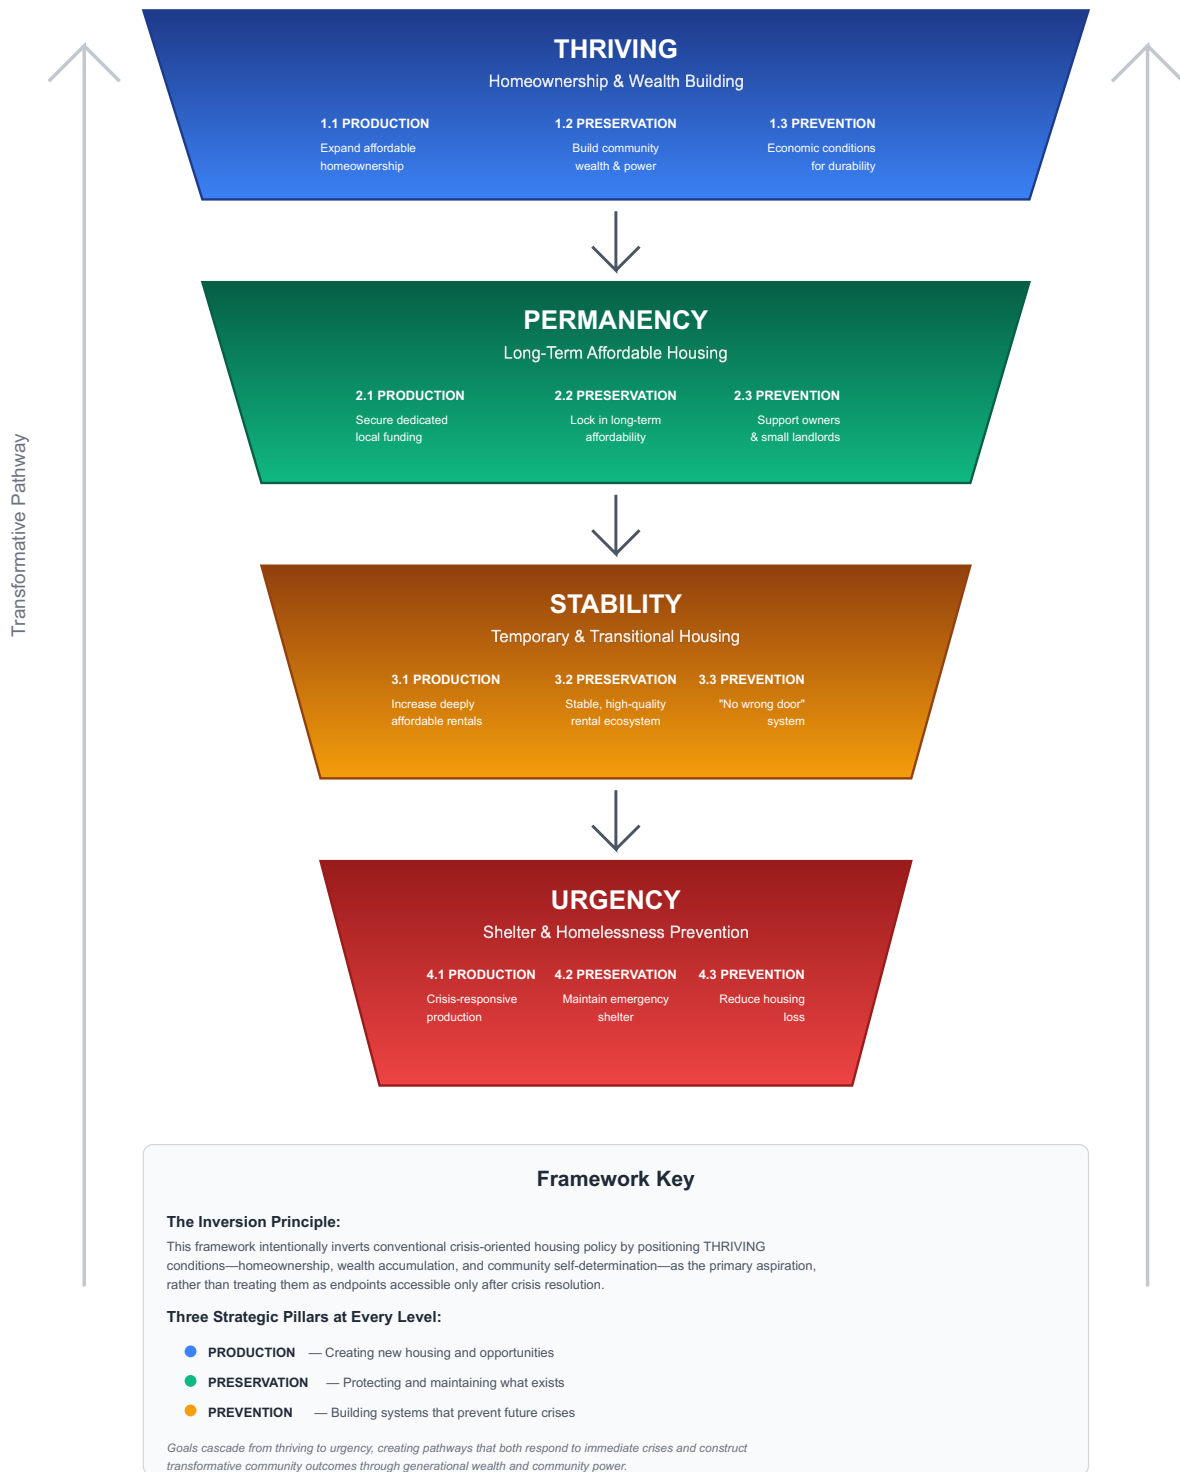 THRIVING
Homeownership & Wealth Building
1.1 PRODUCTION
Expand affordable
homeownership
1.2 PRESERVATION
Build community
wealth & power
1.3 PREVENTION
Economic conditions
for durability
PERMANENCY
Long-Term Affordable Housing
2.1 PRODUCTION
Secure dedicated
local funding
2.2 PRESERVATION
Lock in long-term
affordability
2.3 PREVENTION
Support owners
& small landlords
Transformative Pathway
STABILITY
Temporary & Transitional Housing
3.1 PRODUCTION
Increase deeply
affordable rentals
3.2 PRESERVATION
Stable, high-quality
rental ecosystem
3.3 PREVENTION
"No wrong door"
system
URGENCY
Shelter & Homelessness Prevention
4.1 PRODUCTION
Crisis-responsive
production
4.2 PRESERVATION
Maintain emergency
shelter
4.3 PREVENTION
Reduce housing
loss
Framework Key
The Inversion Principle:
This framework intentionally inverts conventional crisis-oriented housing policy by positioning THRIVING
conditions—homeownership, wealth accumulation, and community self-determination—as the primary aspiration,
rather than treating them as endpoints accessible only after crisis resolution.
Three Strategic Pillars at Every Level:
PRODUCTION — Creating new housing and opportunities
PRESERVATION — Protecting and maintaining what exists
PREVENTION — Building systems that prevent future crises
Goals cascade from thriving to urgency, creating pathways that both respond to immediate crises and construct
transformative community outcomes through generational wealth and community power.